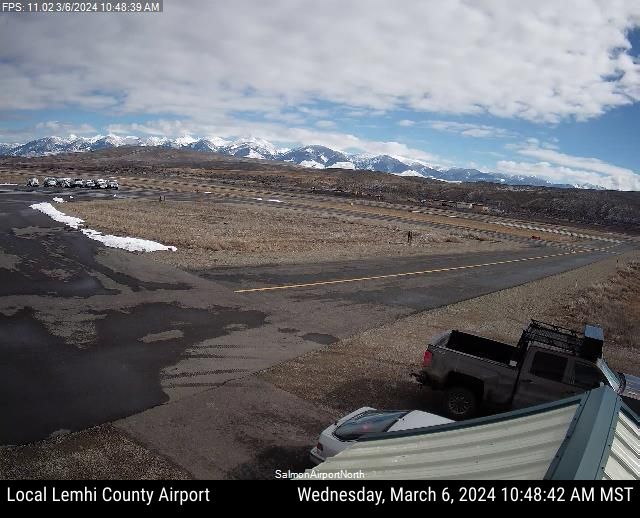 FPS: 11.02 3/6/2024 10:48:39 AM
SalmonAirportNorth
Local Lemhi County Airport Wednesday, March 6, 2024 10:48:42 AM MST